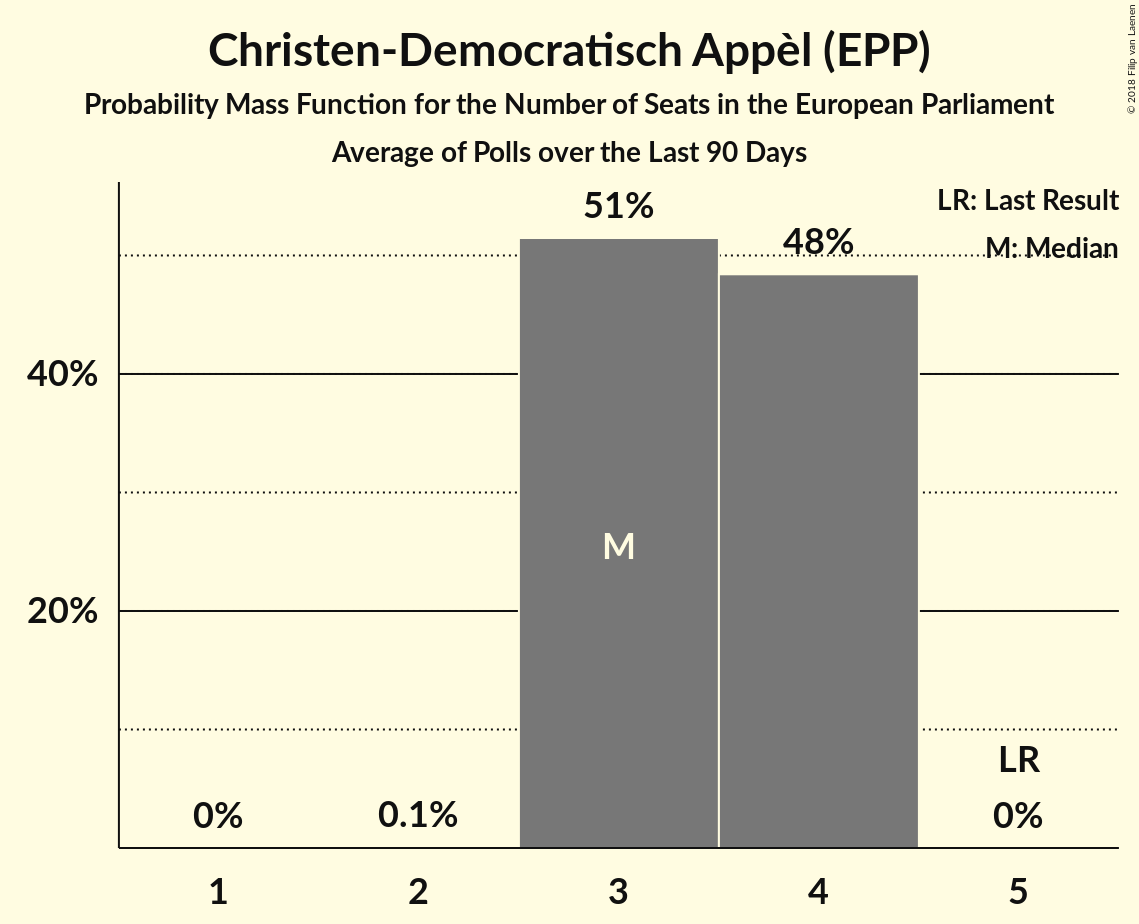 Christen-Democratisch Appèl (EPP)
Probability Mass Function for the Number of Seats in the European Parliament
Average of Polls over the Last 90 Days
© 2018 Filip van Laenen
LR: Last Result
M: Median
51%
48%
40%
M
20%
LR
0%
0.1%
0%
1
2
3
4
5